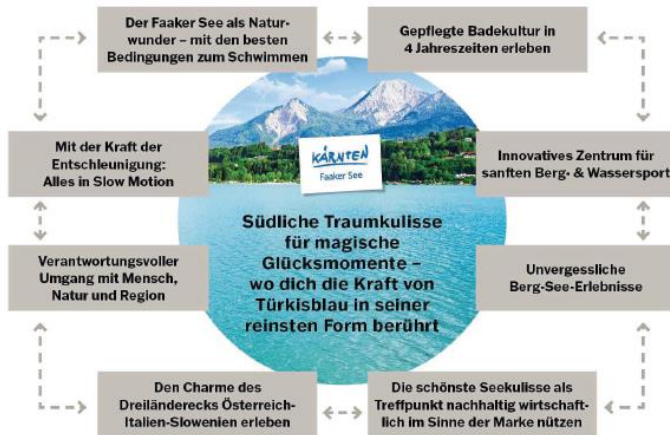 Der Faaker See als Natur-
wunder – mit den besten
Bedingungen zum Schwimmen
Gepflegte Badekultur in
4 Jahreszeiten erleben
Mit der Kraft der
Entschleunigung:
Alles in Slow Motion
KÄRNTEN
Faaker See
Innovatives Zentrum für
sanften Berg- & Wassersport
Südliche Traumkulisse
für magische
Glücksmomente –
wo dich die Kraft von
Türkisblau in seiner
reinsten Form berührt
Verantwortungsvoller
Umgang mit Mensch,
Natur und Region
Unvergessliche
Berg-See-Erlebnisse
Den Charme des
Dreiländerecks Österreich-
Italien-Slowenien erleben
Die schönste Seekulisse als
Treffpunkt nachhaltig wirtschaft-
lich im Sinne der Marke nützen